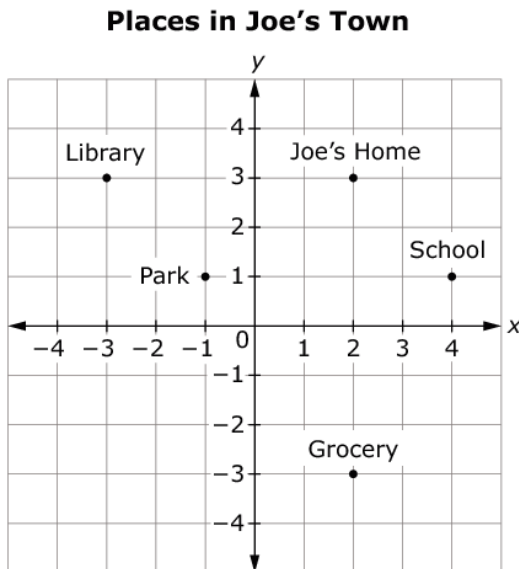 Places in Joe's Town
y
4
Library
Joe's Home
3
2
School
Park
1
x
0
−4 −3 −2 −1
1 2 3 4
−1
−2
Grocery
−3
−4